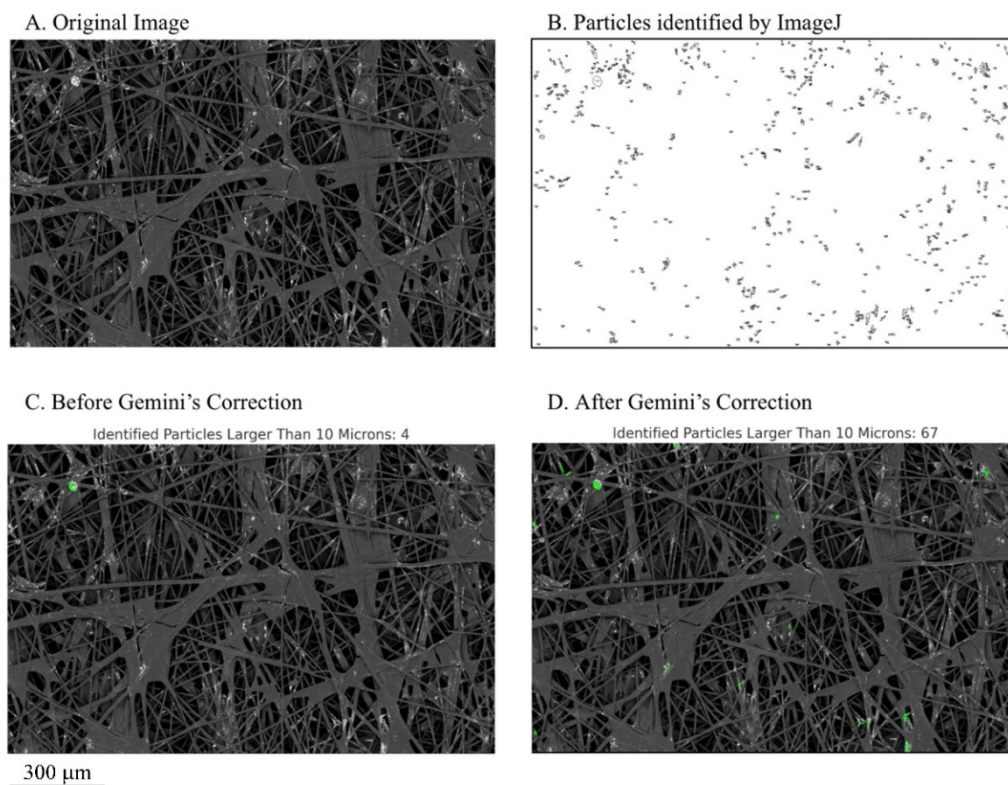 A. Original Image
B. Particles identified by ImageJ
C. Before Gemini’s Correction
Identified Particles Larger Than 10 Microns: 4
D. After Gemini’s Correction
Identified Particles Larger Than 10 Microns: 67
300 μm